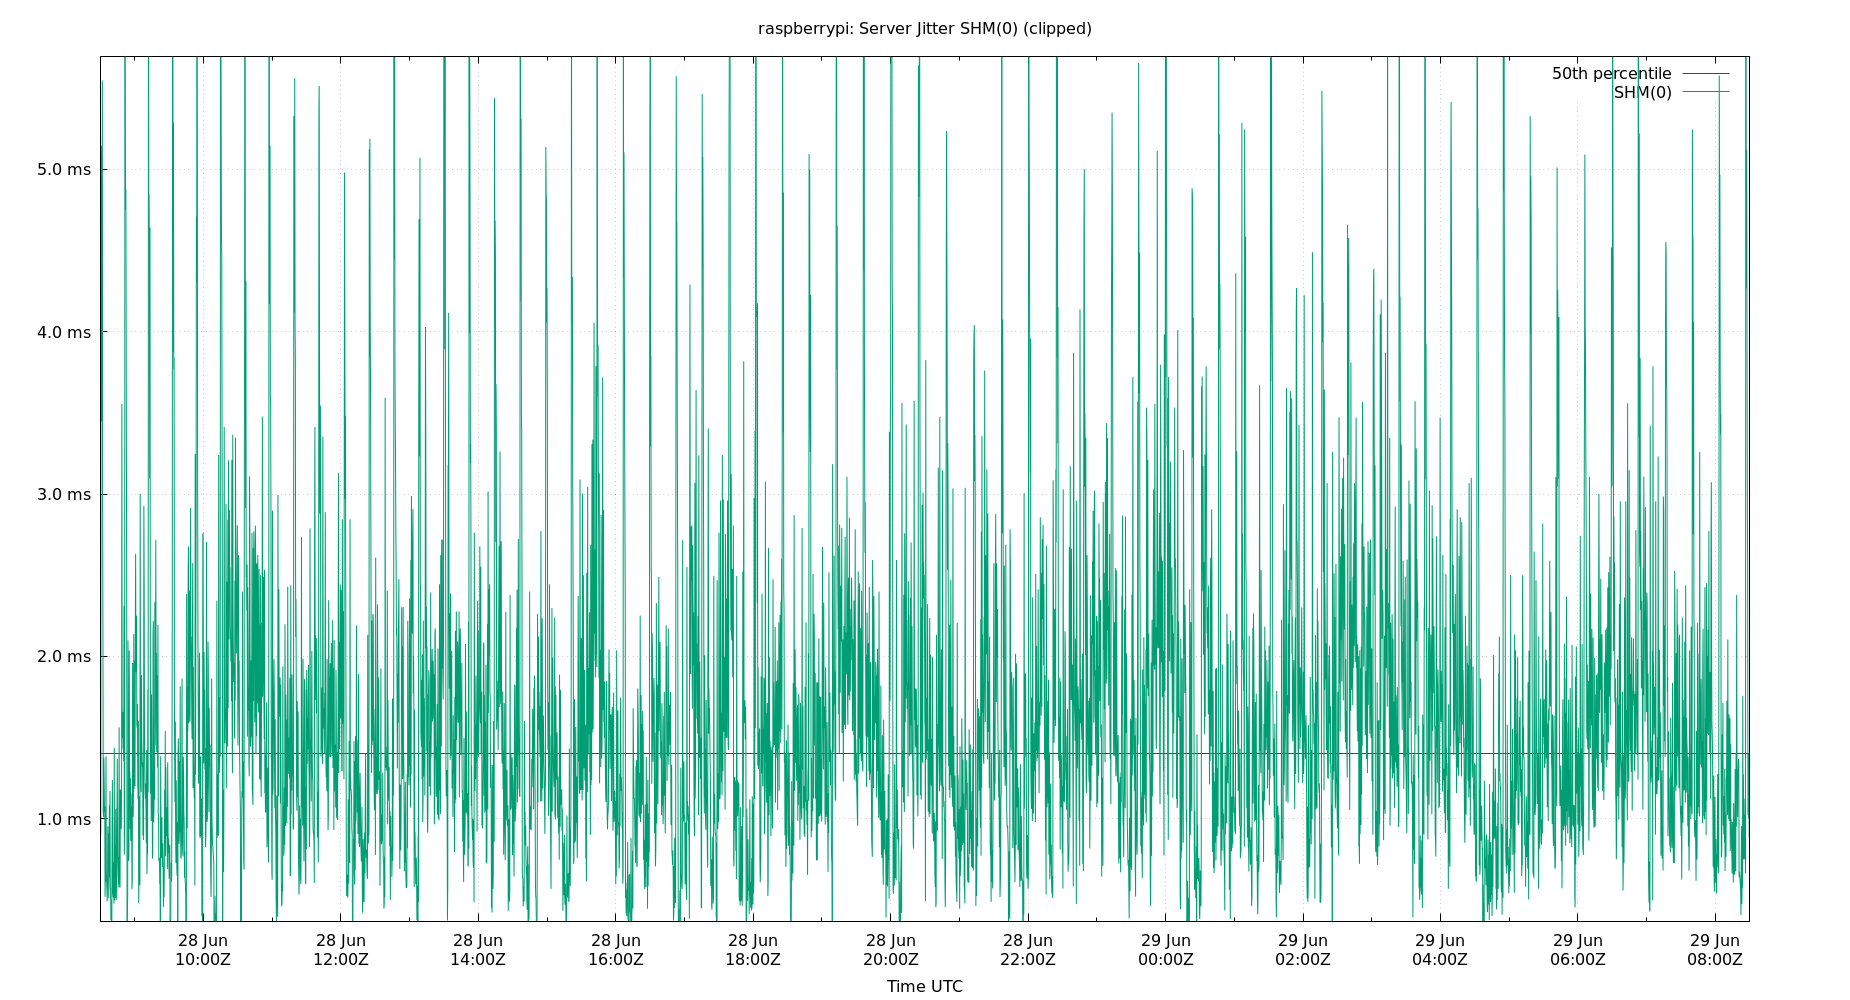 raspberrypi: Server Jitter SHM(0) (clipped)
50th percentile
SHM(0)
5.0 ms
4.0 ms
3.0 ms
2.0 ms
1.0 ms
28 Jun 28 Jun 28 Jun 28 Jun 28 Jun 28 Jun 28 Jun 29 Jun 29 Jun 29 Jun 29 Jun 29 Jun
10:00Z 12:00Z 14:00Z 16:00Z 18:00Z 20:00Z 22:00Z 00:00Z 02:00Z 04:00Z 06:00Z 08:00Z
Time UTC